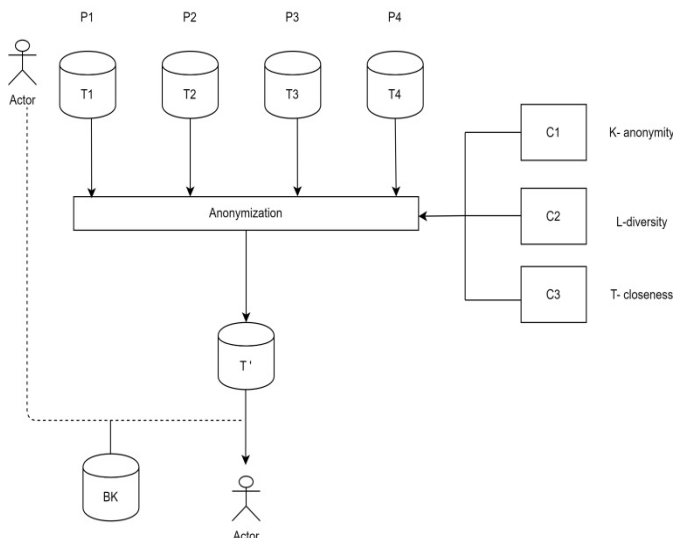 P1
P2
P3
P4
Actor
T1
T2
T3
T4
C1
K- anonymity
Anonymization
C2
L-diversity
C3
T- closeness
T '
BK
Actor